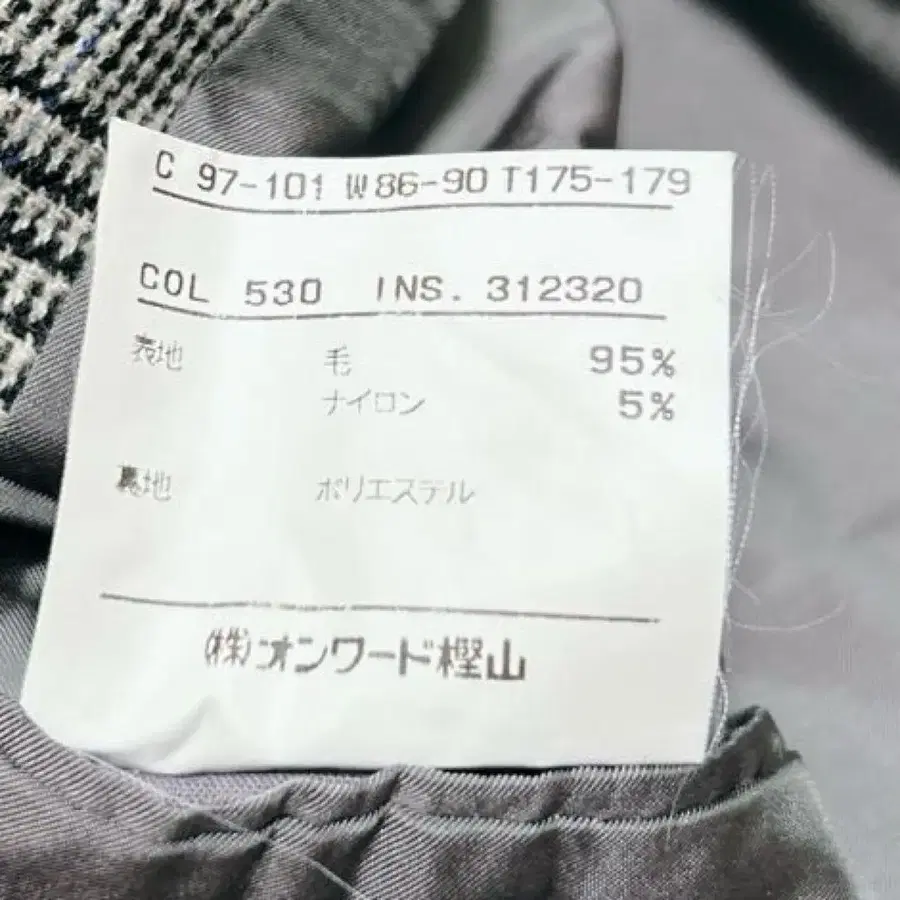 C 97-101 W86-90 T175-179
COL 530 INS. 312320
表地 毛 95%
ナイロン 5%
裏地 ポリエステル
(株)オンワード樫山